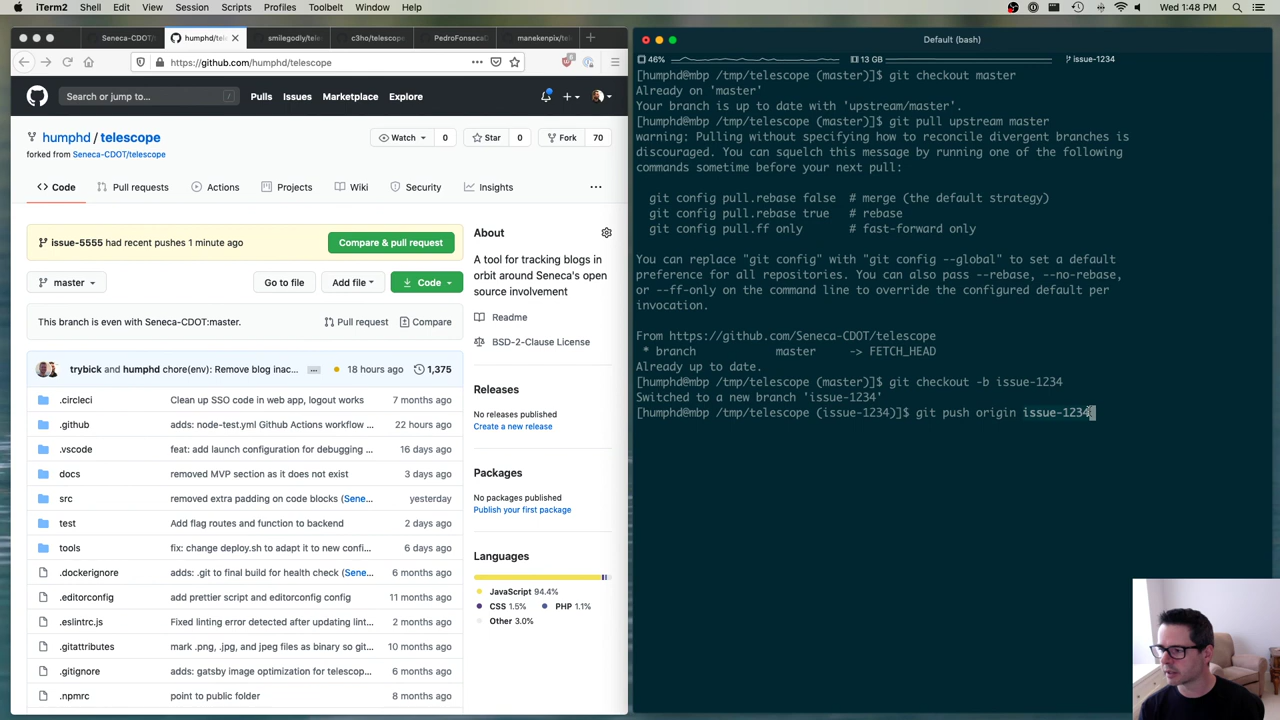 iTerm2 Shell Edit View Session Scripts Profiles Toolbelt Window Help
Wed 1:48 PM
Seneca-CDOT/
humphd/tel
smilegodly/tele
c3ho/telescope
PedroFonsecaD
manekenpix/tel
https://github.com/humphd/telescope
Search or jump to...
Pulls Issues Marketplace Explore
humphd / telescope
forked from Seneca-CDOT/telescope
Watch 0
Star 0
Fork 70
Code Pull requests Actions Projects Wiki Security Insights
issue-5555 had recent pushes 1 minute ago
Compare & pull request
master
Go to file
Add file
Code
This branch is even with Seneca-CDOT:master.
Pull request
Compare
trybick and humphd chore(env): Remove blog inac... 18 hours ago 1,375
.circleci Clean up SSO code in web app, logout works 7 months ago
.github adds: node-test.yml Github Actions workflow 22 hours ago
.vscode feat: add launch configuration for debugging 16 days ago
docs removed MVP section as it does not exist 3 days ago
src removed extra padding on code blocks (Sene... yesterday
test Add flag routes and function to backend 2 days ago
tools fix: change deploy.sh to adapt it to new confi... 6 days ago
.dockerignore adds: .git to final build for health check (Sene... 6 months ago
.editorconfig add prettier script and editorconfig config 11 months ago
.eslintrc.js Fixed linting error detected after updating lint... 2 months ago
.gitattributes mark .png, .jpg, and jpeg files as binary so git... 10 months ago
.gitignore adds: gatsby image optimization for telescop... 6 months ago
.npmrc point to public folder 8 months ago
About
A tool for tracking blogs in
orbit around Seneca's open
source involvement
Readme
BSD-2-Clause License
Releases
No releases published
Create a new release
Packages
No packages published
Publish your first package
Languages
JavaScript 94.4%
CSS 1.5% PHP 1.1%
Other 3.0%
Default (bash)
46% 13 GB issue-1234
[humphd@mbp /tmp/telescope (master)]$ git checkout master
Already on 'master'
Your branch is up to date with 'upstream/master'.
[humphd@mbp /tmp/telescope (master)]$ git pull upstream master
warning: Pulling without specifying how to reconcile divergent branches is
discouraged. You can squelch this message by running one of the following
commands sometime before your next pull:
git config pull.rebase false # merge (the default strategy)
git config pull.rebase true # rebase
git config pull.ff only # fast-forward only
You can replace "git config" with "git config --global" to set a default
preference for all repositories. You can also pass --rebase, --no-rebase,
or --ff-only on the command line to override the configured default per
invocation.
From https://github.com/Seneca-CDOT/telescope
* branch master -> FETCH_HEAD
Already up to date.
[humphd@mbp /tmp/telescope (master)]$ git checkout -b issue-1234
Switched to a new branch 'issue-1234'
[humphd@mbp /tmp/telescope (issue-1234)]$ git push origin issue-1234